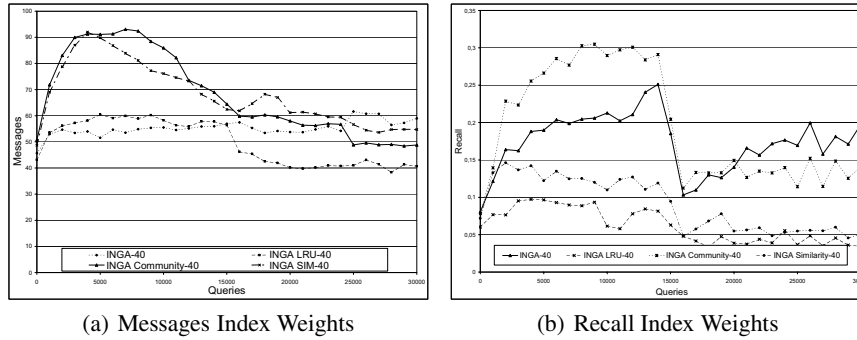 100
90
80
70
60
50
40
30
20
10
0
Messages
0 5000 10000 15000 20000 25000 30000
Queries
INGA-40 INGA LRU-40
INGA Community-40 INGA SIM-40
(a) Messages Index Weights
0,35
0,3
0,25
0,2
0,15
0,1
0,05
0
Recall
0 5000 10000 15000 20000 25000 30000
Queries
INGA-40 INGA LRU-40 INGA Community-40 INGA Similarity-40
(b) Recall Index Weights